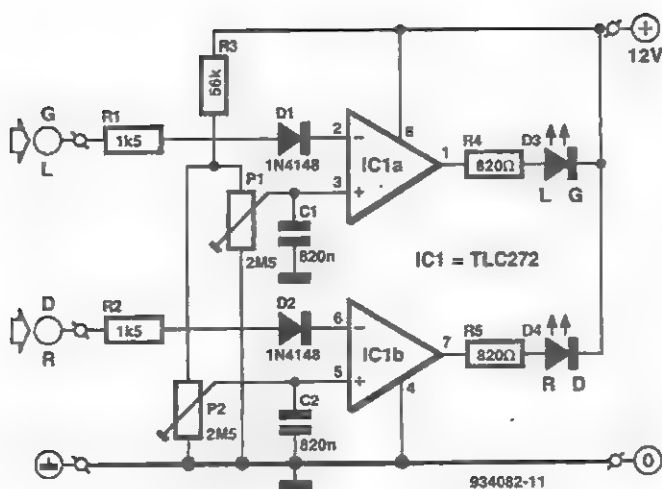 R3
56k
+
12V
G
L
R1
1k5
D1
1N4148
2
−
3
+
IC1a
8
1
R4
820Ω
D3
L G
P1
2M5
C1
820n
IC1 = TLC272
D
R
R2
1k5
D2
1N4148
6
−
5
+
IC1b
7
4
R5
820Ω
D4
R D
P2
2M5
C2
820n
0
934082-11